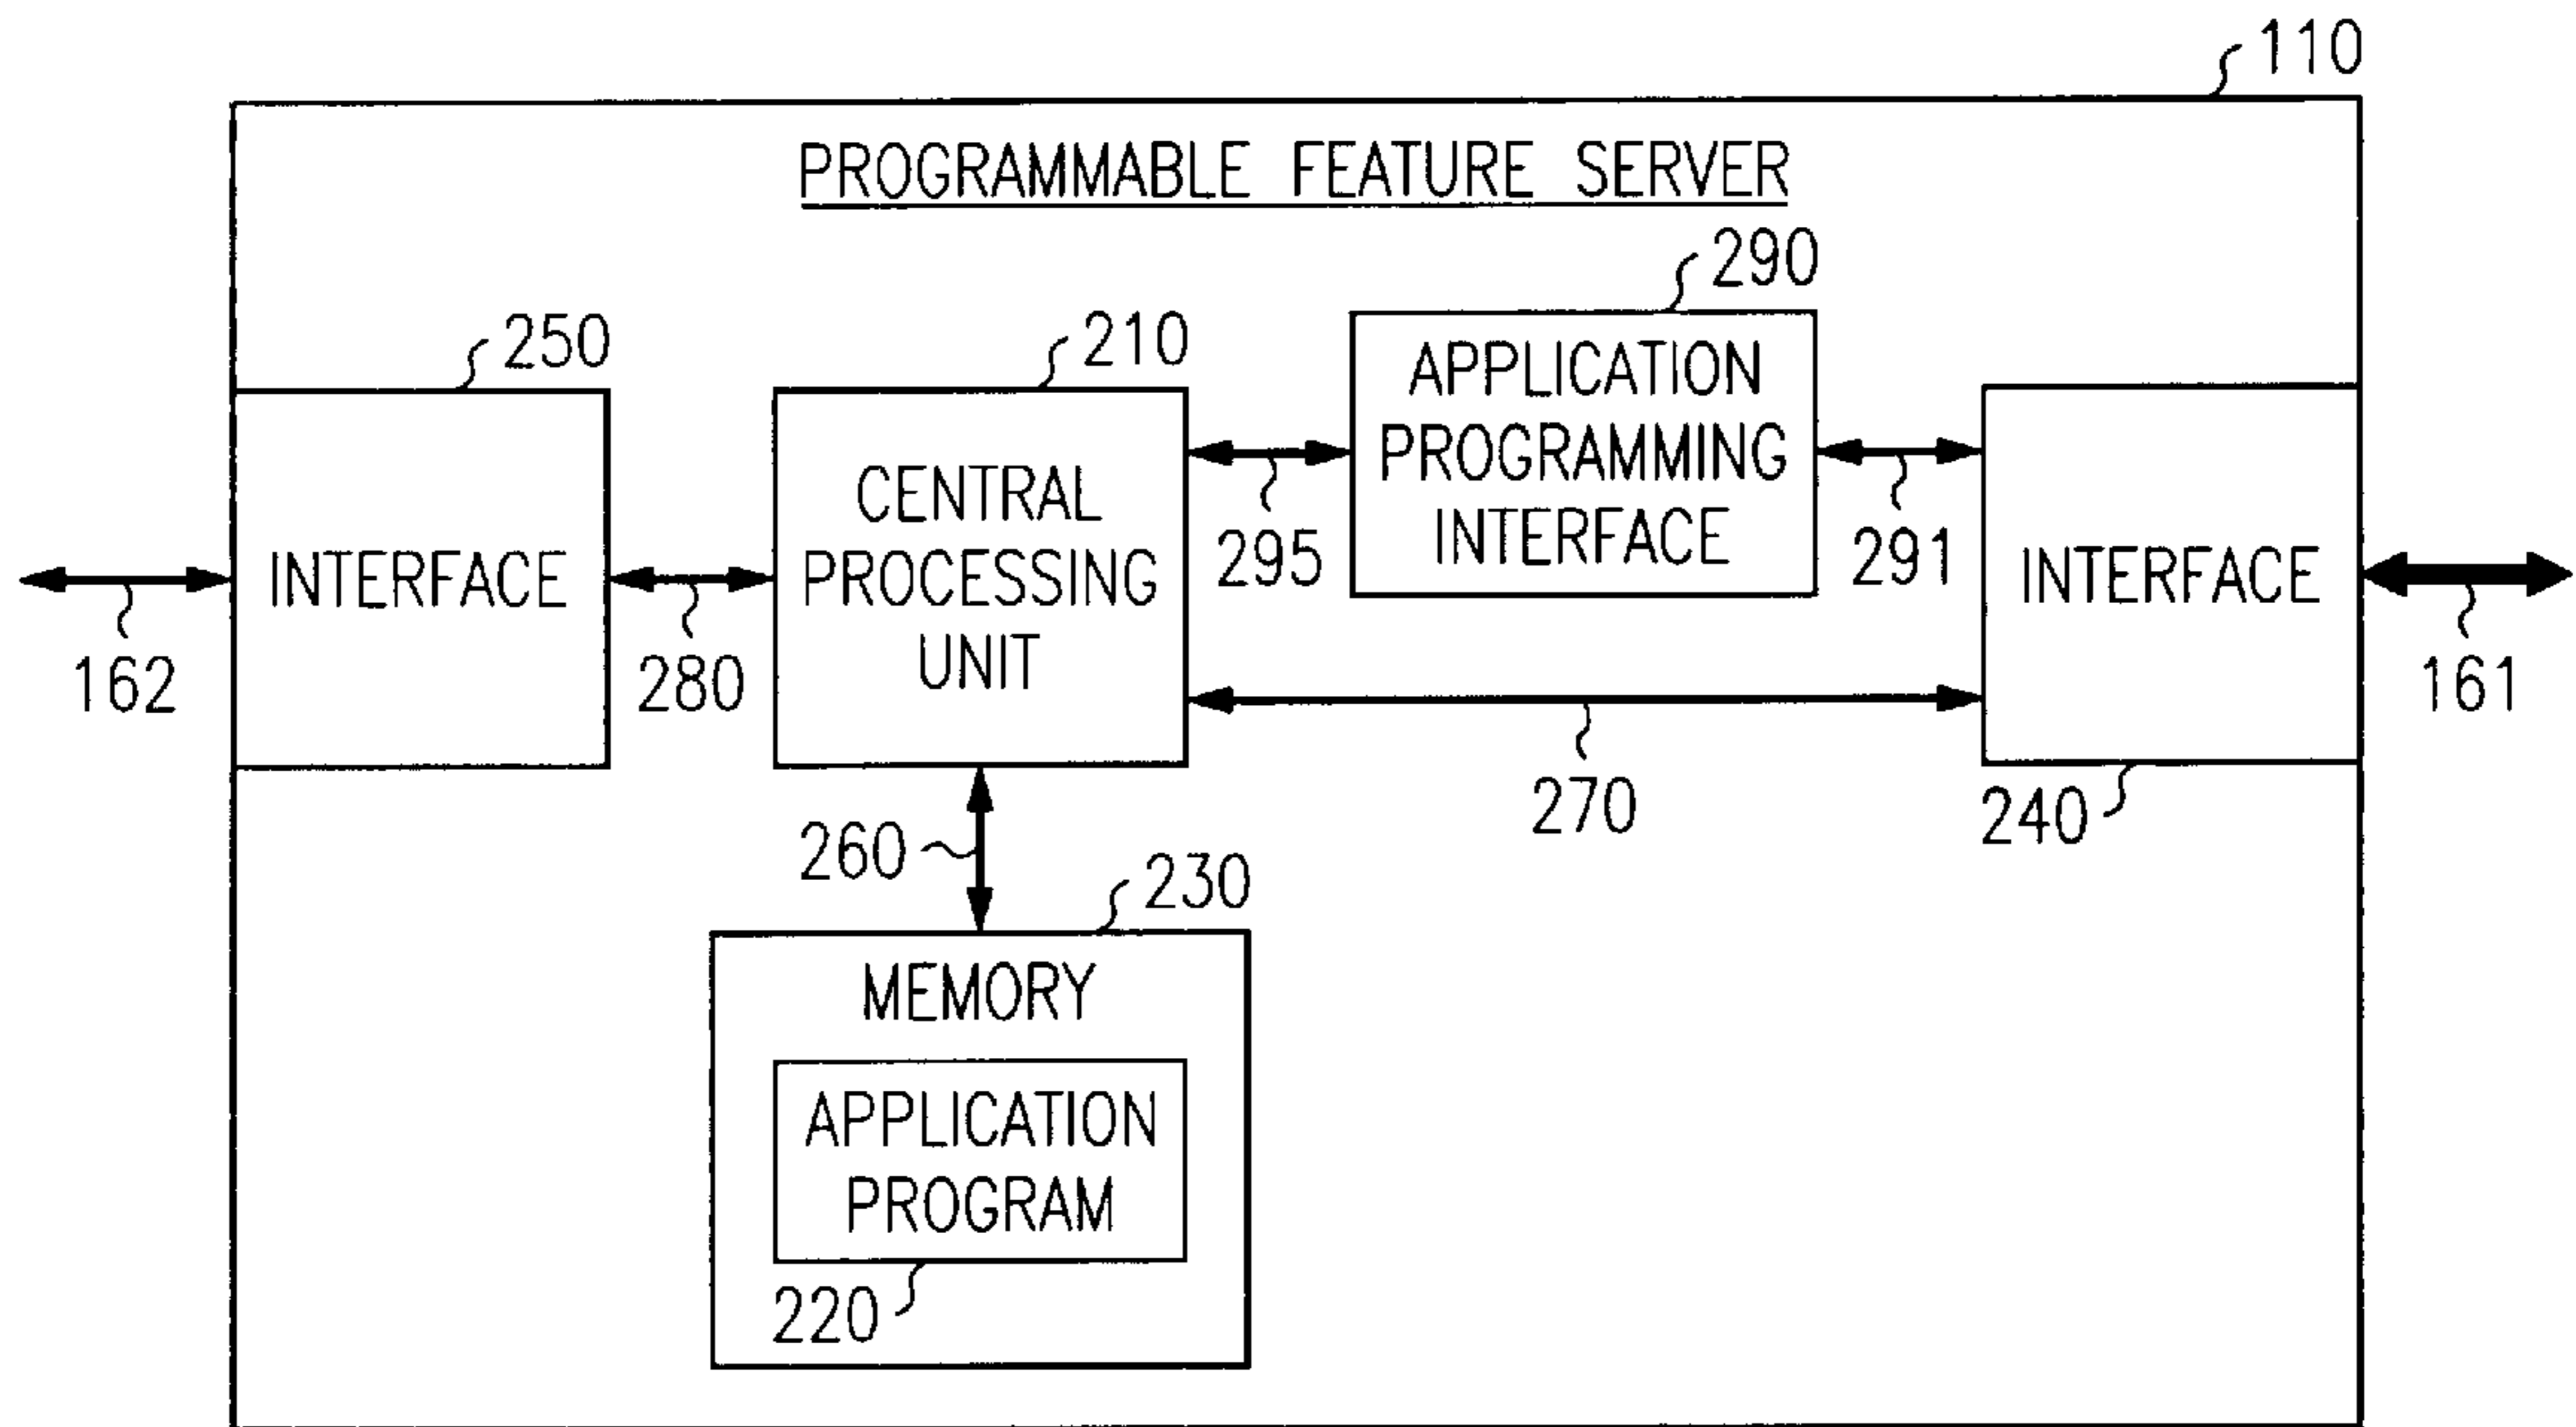 110
PROGRAMMABLE FEATURE SERVER
290
250
210
APPLICATION
PROGRAMMING
INTERFACE
CENTRAL
PROCESSING
UNIT
INTERFACE
INTERFACE
295
291
162
280
161
270
240
260
230
MEMORY
APPLICATION
PROGRAM
220